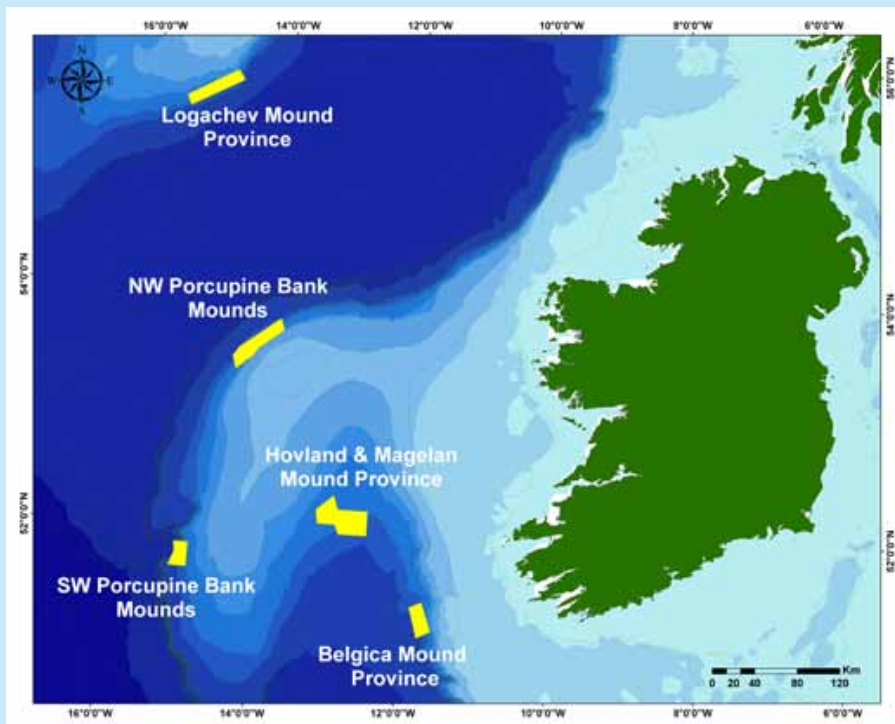 16°0'0"W 14°0'0"W 12°0'0"W 10°0'0"W 8°0'0"W 6°0'0"W
N
W E
S
56°0'0"N
Logachev Mound
Province
54°0'0"N
NW Porcupine Bank
Mounds
54°0'0"N
Hovland & Magelan
Mound Province
52°0'0"N
52°0'0"N
SW Porcupine Bank
Mounds
Belgica Mound
Province
Km
0 20 40 80 120
16°0'0"W 14°0'0"W 12°0'0"W 10°0'0"W 8°0'0"W 6°0'0"W